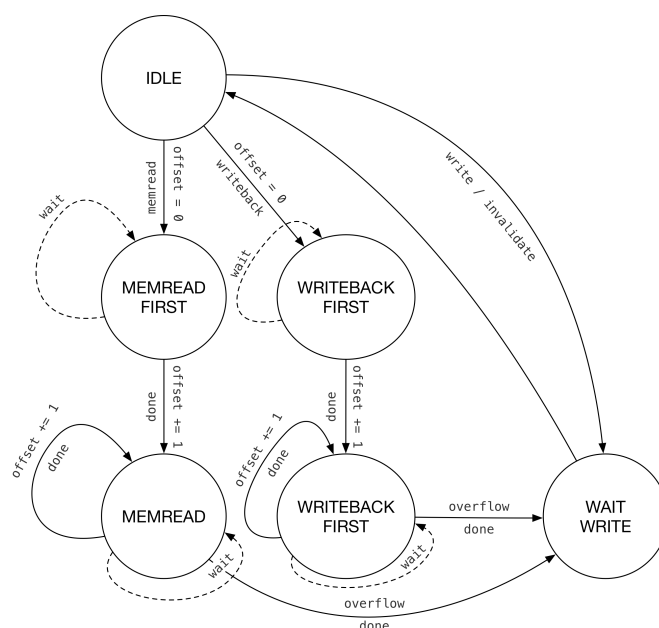 IDLE
memread
offset = 0
offset = 0
writeback
write / invalidate
wait
wait
MEMREAD
FIRST
WRITEBACK
FIRST
done
offset += 1
done
offset += 1
offset += 1
done
offset += 1
done
MEMREAD
WRITEBACK
FIRST
overflow
done
WAIT
WRITE
wait
wait
overflow
done